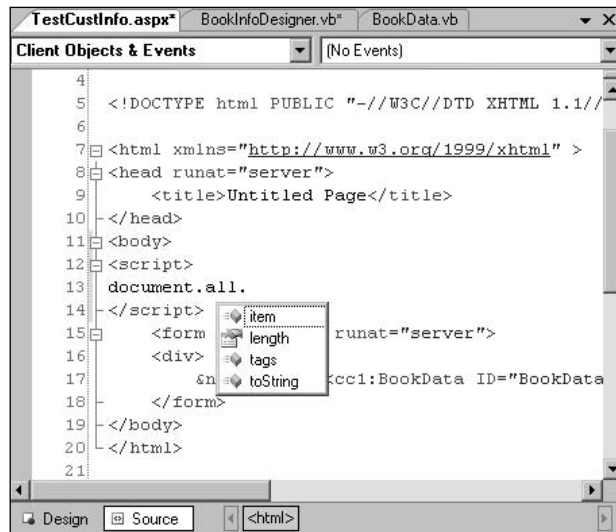 TestCustInfo.aspx* BookInfoDesigner.vb* BookData.vb
Client Objects & Events (No Events)
4
5 <!DOCTYPE html PUBLIC "-//W3C//DTD XHTML 1.1//
6
7 <html xmlns="http://www.w3.org/1999/xhtml" >
8 <head runat="server">
9 <title>Untitled Page</title>
10 </head>
11 <body>
12 <script>
13 document.all.
14 </script>
item
length
tags
toString
15 <form runat="server">
16 <div>
17 &n <cc1:BookData ID="BookData
18 </form>
19 </body>
20 </html>
21
Design Source <html>